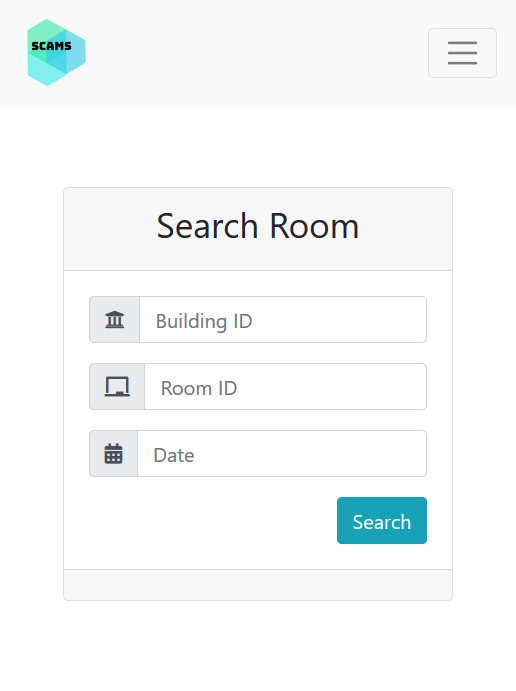 SCAMS
Search Room
Building ID
Room ID
Date
Search